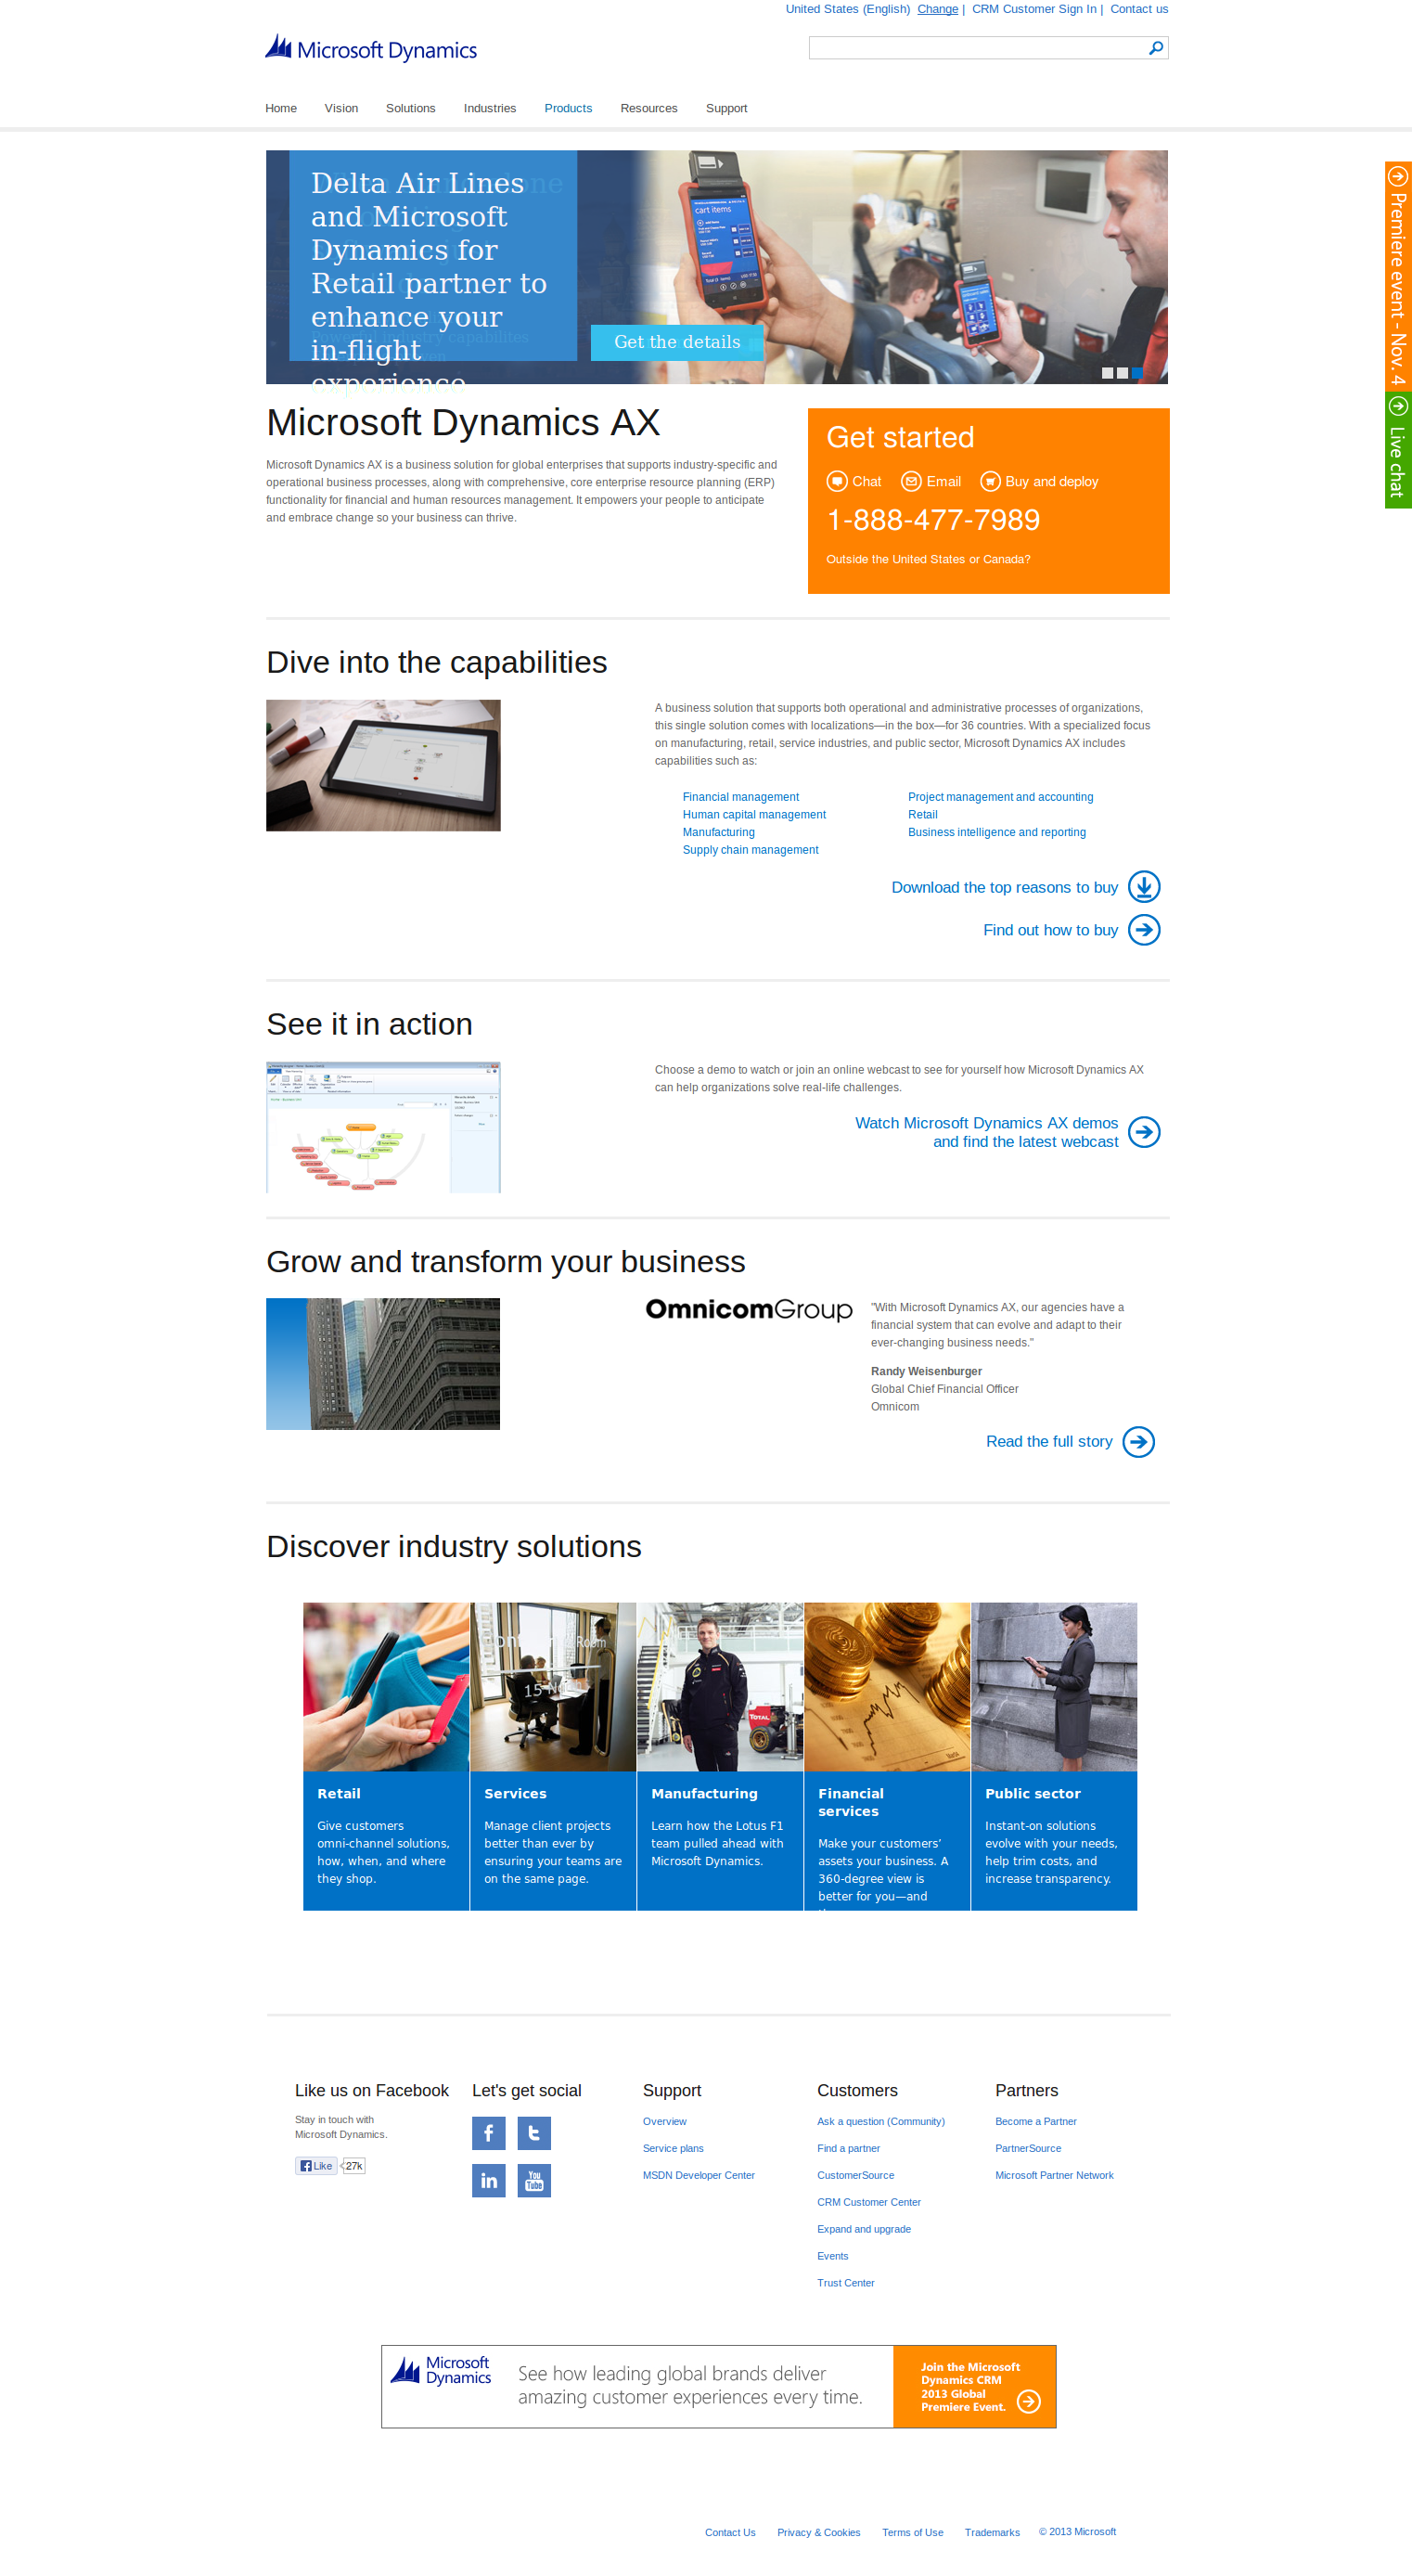 United States (English) Change | CRM Customer Sign In | Contact us
Microsoft Dynamics
Home Vision Solutions Industries Products Resources Support
Delta Air Lines
and Microsoft
Dynamics for
Retail partner to
enhance your
in-flight
experience
Get the details
cart items
Premiere event - Nov. 4
Live chat
Microsoft Dynamics AX
Microsoft Dynamics AX is a business solution for global enterprises that supports industry-specific and
operational business processes, along with comprehensive, core enterprise resource planning (ERP)
functionality for financial and human resources management. It empowers your people to anticipate
and embrace change so your business can thrive.
Get started
Chat Email Buy and deploy
1-888-477-7989
Outside the United States or Canada?
Dive into the capabilities
A business solution that supports both operational and administrative processes of organizations,
this single solution comes with localizations—in the box—for 36 countries. With a specialized focus
on manufacturing, retail, service industries, and public sector, Microsoft Dynamics AX includes
capabilities such as:
Financial management
Human capital management
Manufacturing
Supply chain management
Project management and accounting
Retail
Business intelligence and reporting
Download the top reasons to buy
Find out how to buy
See it in action
Choose a demo to watch or join an online webcast to see for yourself how Microsoft Dynamics AX
can help organizations solve real-life challenges.
Watch Microsoft Dynamics AX demos
and find the latest webcast
Grow and transform your business
OmnicomGroup
"With Microsoft Dynamics AX, our agencies have a
financial system that can evolve and adapt to their
ever-changing business needs."
Randy Weisenburger
Global Chief Financial Officer
Omnicom
Read the full story
Discover industry solutions
Room
15
TOTAL
Retail
Give customers
omni-channel solutions,
how, when, and where
they shop.
Services
Manage client projects
better than ever by
ensuring your teams are
on the same page.
Manufacturing
Learn how the Lotus F1
team pulled ahead with
Microsoft Dynamics.
Financial
services
Make your customers’
assets your business. A
360-degree view is
better for you—and
Public sector
Instant-on solutions
evolve with your needs,
help trim costs, and
increase transparency.
Like us on Facebook
Stay in touch with
Microsoft Dynamics.
Like 27k
Let's get social
You
Tube
Support
Overview
Service plans
MSDN Developer Center
Customers
Ask a question (Community)
Find a partner
CustomerSource
CRM Customer Center
Expand and upgrade
Events
Trust Center
Partners
Become a Partner
PartnerSource
Microsoft Partner Network
Microsoft
Dynamics
See how leading global brands deliver
amazing customer experiences every time.
Join the Microsoft
Dynamics CRM
2013 Global
Premiere Event.
Contact Us Privacy & Cookies Terms of Use Trademarks © 2013 Microsoft